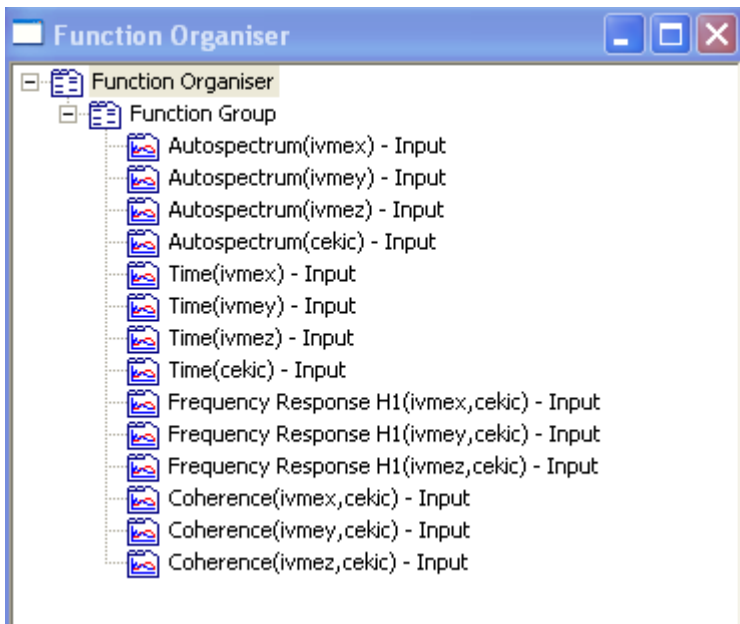 Function Organiser
Function Organiser
Function Group
Autospectrum(ivmex) - Input
Autospectrum(ivmey) - Input
Autospectrum(ivmez) - Input
Autospectrum(cekic) - Input
Time(ivmex) - Input
Time(ivmey) - Input
Time(ivmez) - Input
Time(cekic) - Input
Frequency Response H1(ivmex,cekic) - Input
Frequency Response H1(ivmey,cekic) - Input
Frequency Response H1(ivmez,cekic) - Input
Coherence(ivmex,cekic) - Input
Coherence(ivmey,cekic) - Input
Coherence(ivmez,cekic) - Input